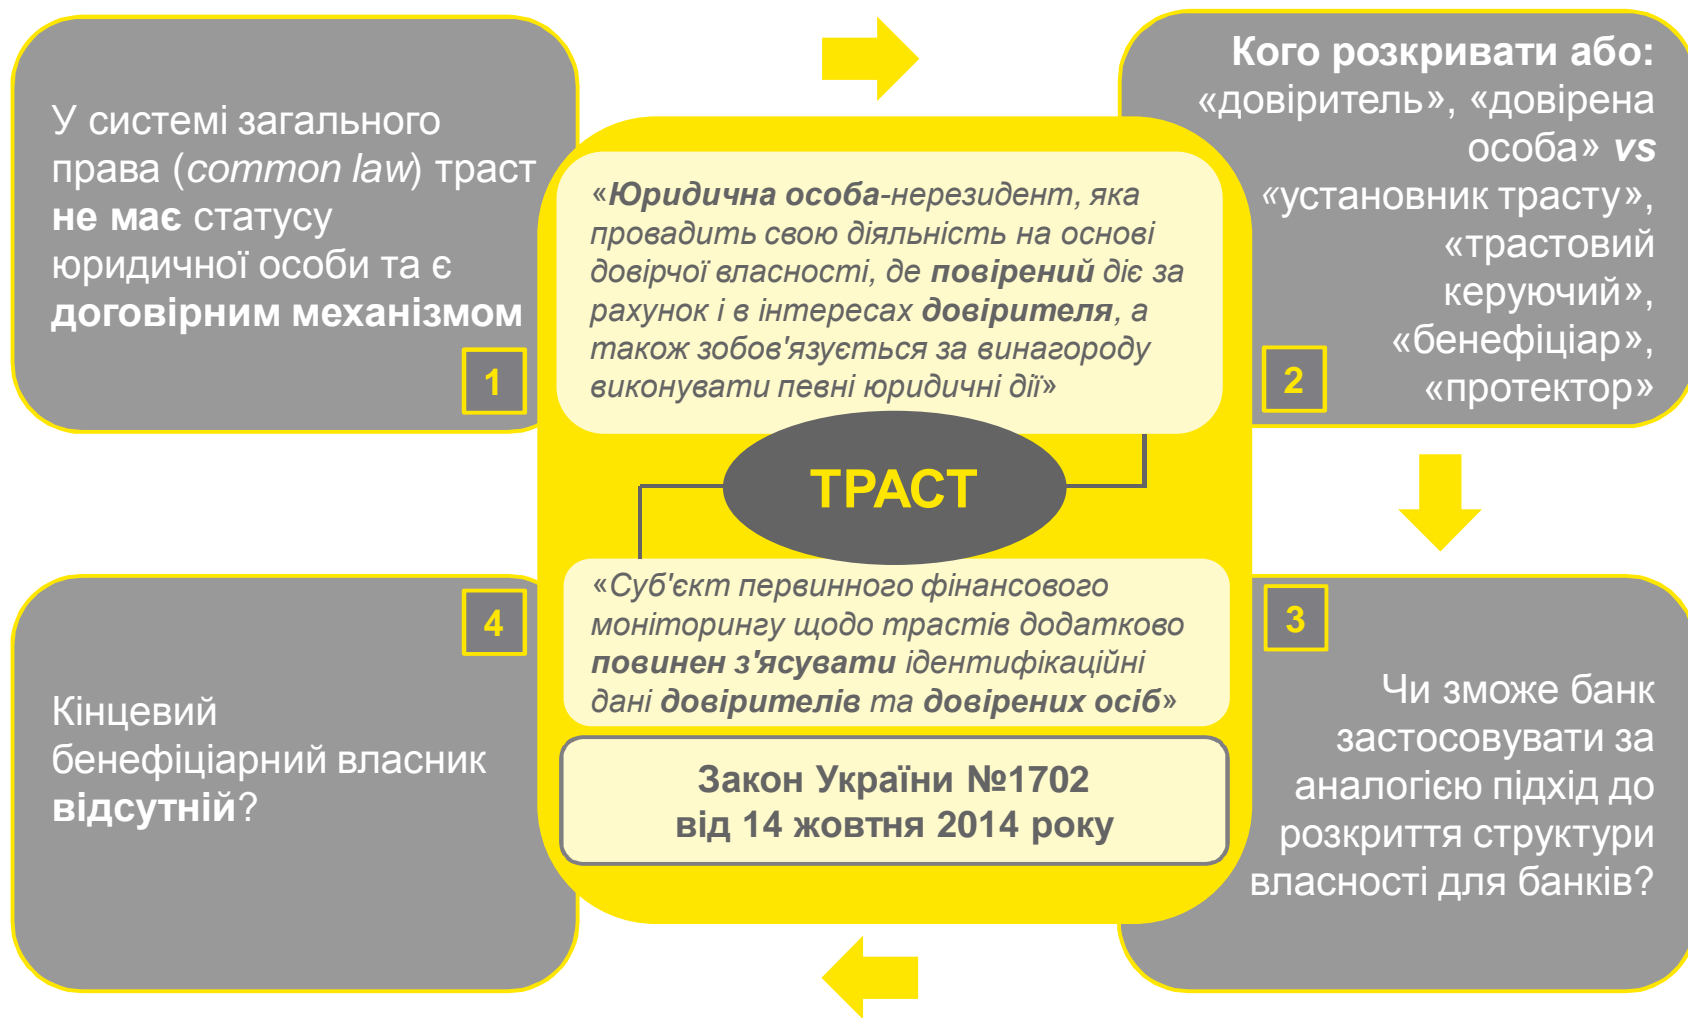 У системі загального
права (common law) траст
не має статусу
юридичної особи та є
договірним механізмом
1
Кого розкривати або:
«довіритель», «довірена
особа» vs
«установник трасту»,
«трастовий
керуючий»,
«бенефіціар»,
«протектор»
2
«Юридична особа-нерезидент, яка
провадить свою діяльність на основі
довірчої власності, де повірений діє за
рахунок і в інтересах довірителя, а
також зобов'язується за винагороду
виконувати певні юридичні дії»
ТРАСТ
«Суб'єкт первинного фінансового
моніторингу щодо трастів додатково
повинен з'ясувати ідентифікаційні
дані довірителів та довірених осіб»
Закон України №1702
від 14 жовтня 2014 року
3
Чи зможе банк
застосовувати за
аналогією підхід до
розкриття структури
власності для банків?
4
Кінцевий
бенефіціарний власник
відсутній?